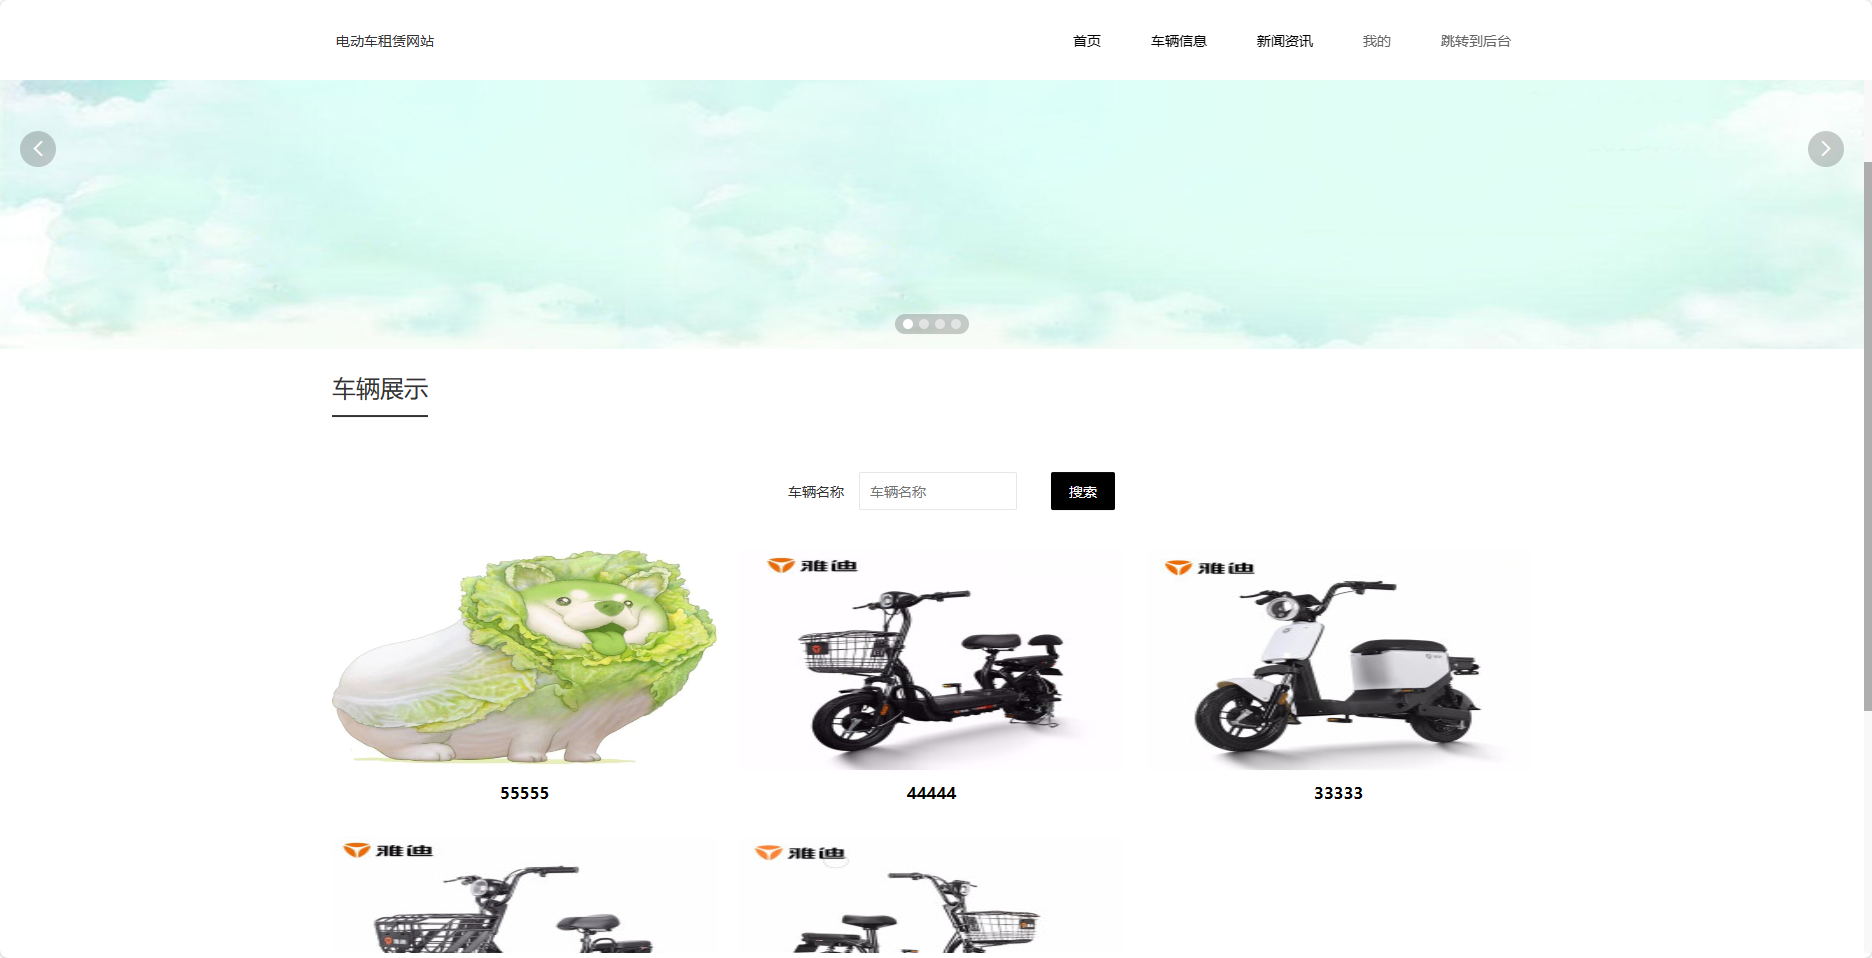 电动车租赁网站
首页 车辆信息 新闻资讯 我的 跳转到后台
车辆展示
车辆名称 车辆名称 搜索
雅迪 雅迪
55555 44444 33333
雅迪 雅迪